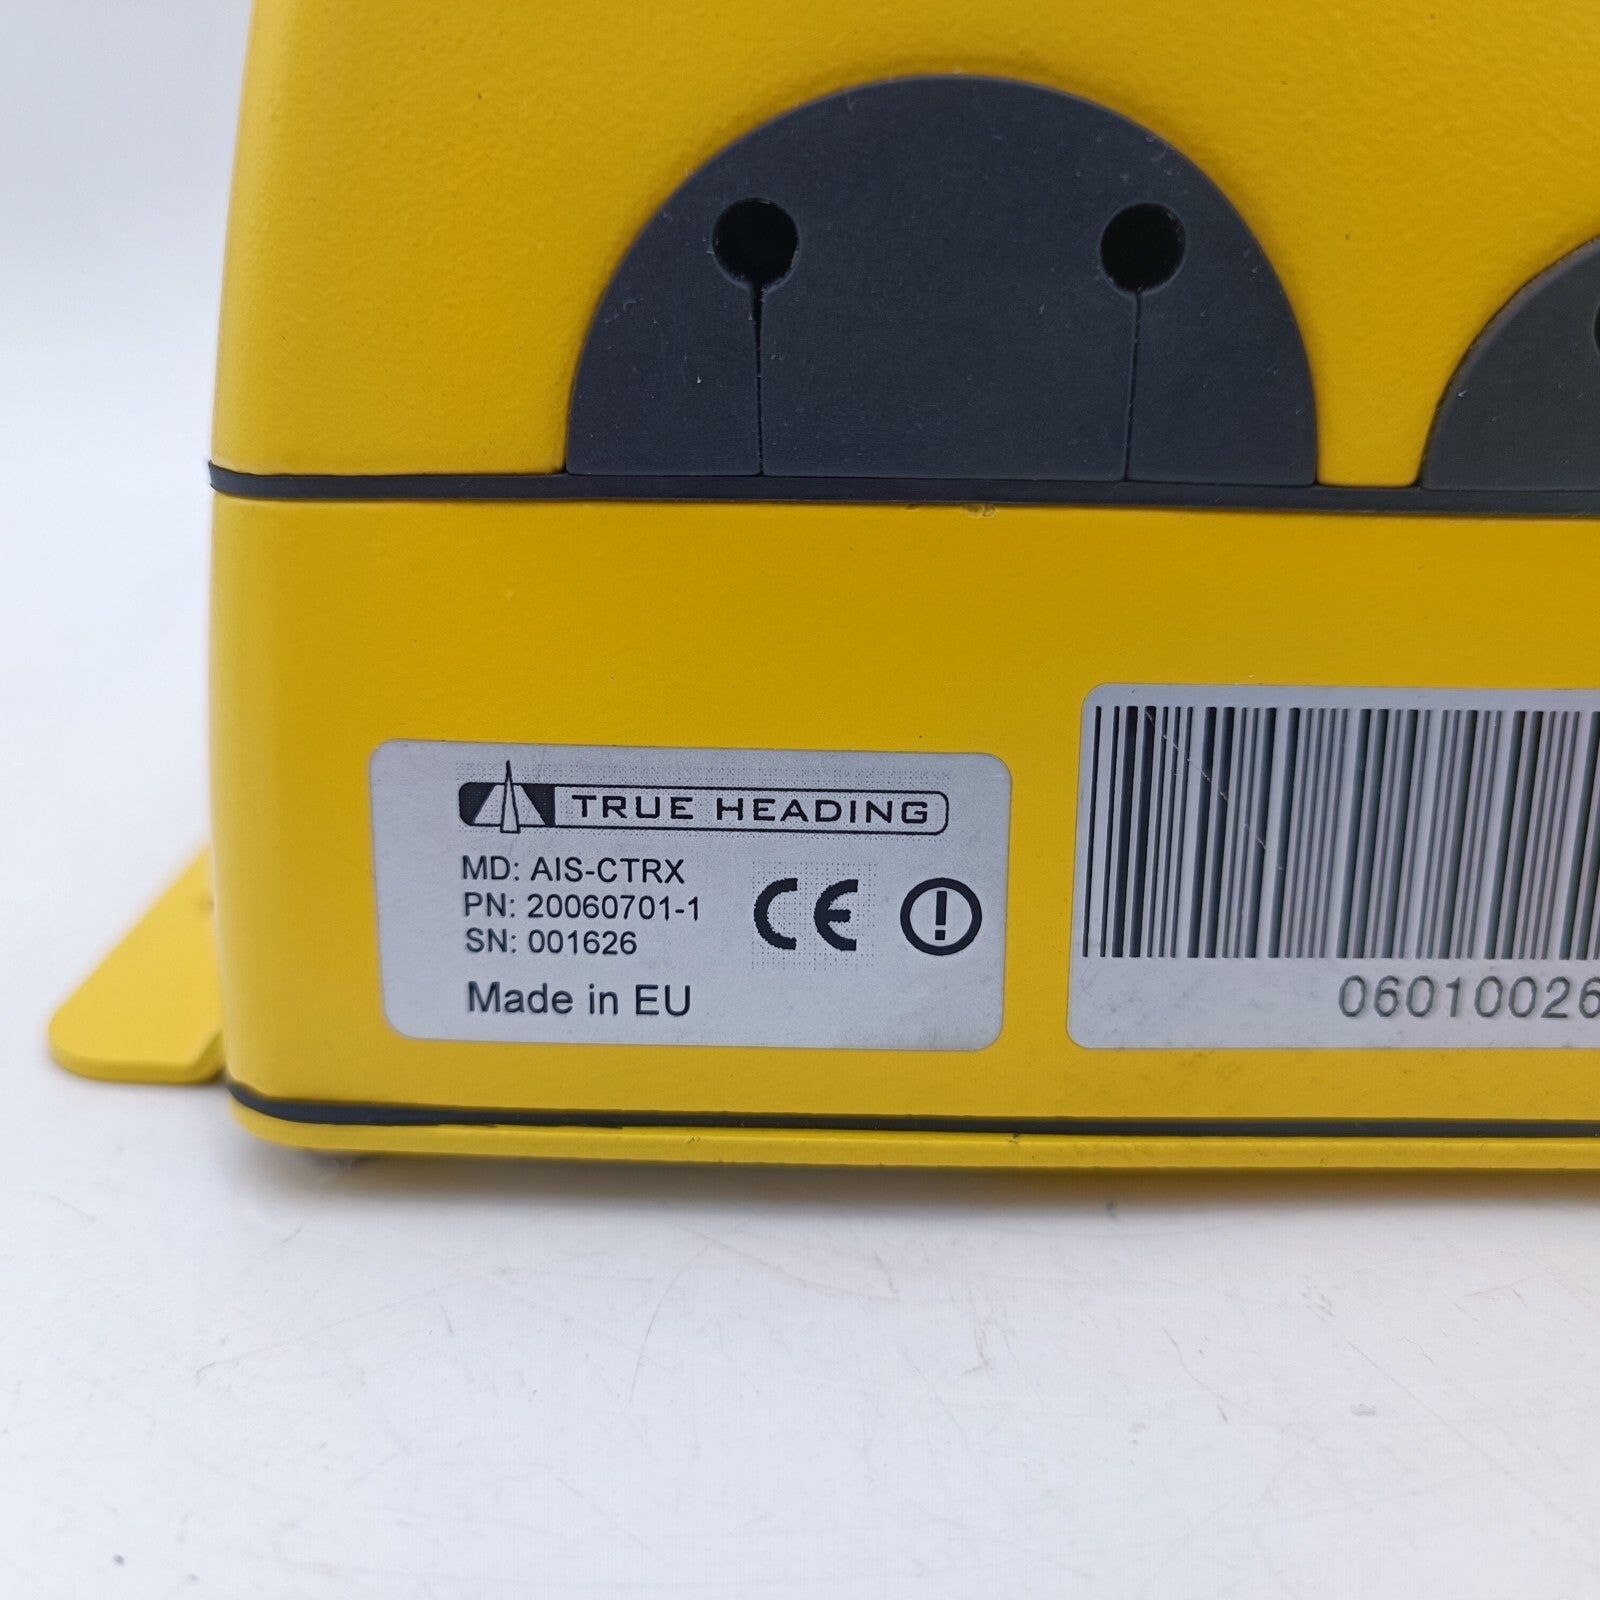 TRUE HEADING
MD: AIS-CTRX
PN: 20060701-1
SN: 001626
CE
Made in EU
06010026